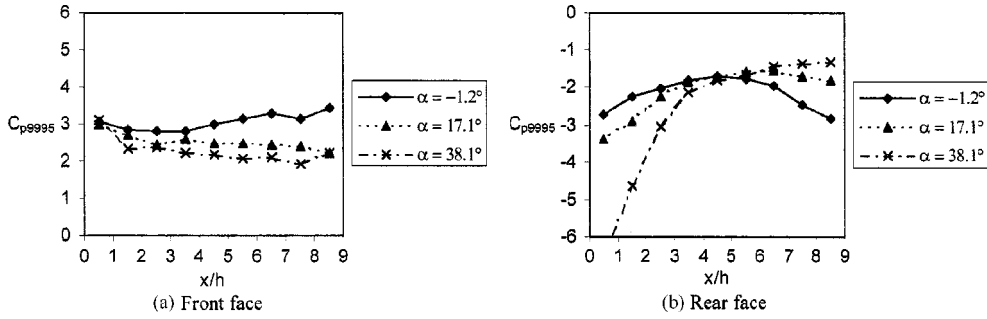 6
5
4
3
2
1
0
C_p9995
0 1 2 3 4 5 6 7 8 9
x/h
α = −1.2°
α = 17.1°
α = 38.1°
(a) Front face
-0
-1
-2
-3
-4
-5
-6
C_p9995
0 1 2 3 4 5 6 7 8 9
x/h
α = −1.2°
α = 17.1°
α = 38.1°
(b) Rear face